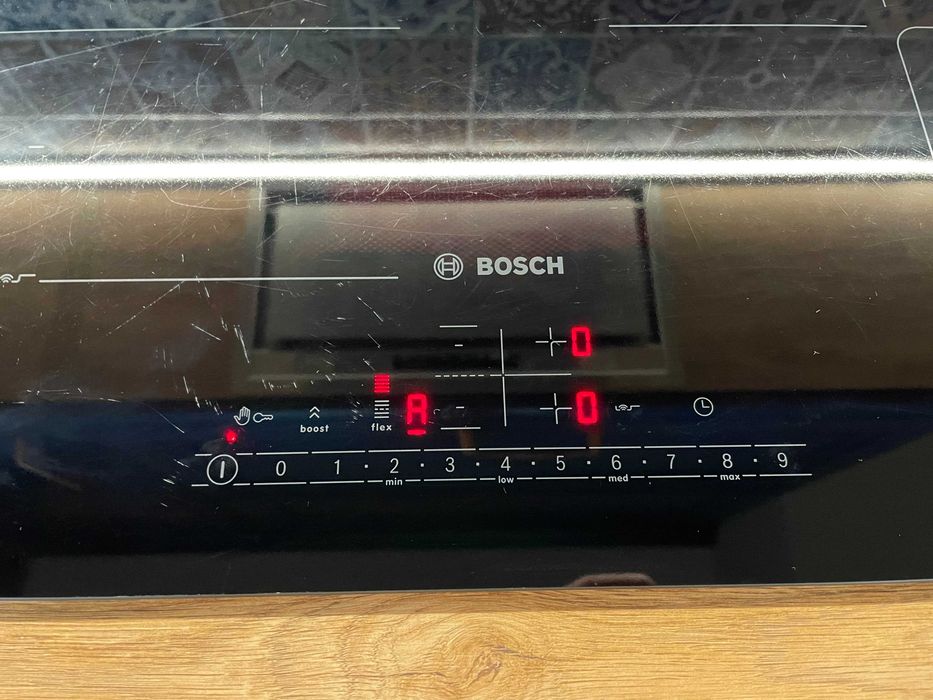 BOSCH
0
boost
flex
A
0
0 1 · 2 · 3 · 4 · 5 · 6 · 7 · 8 · 9
min low med max